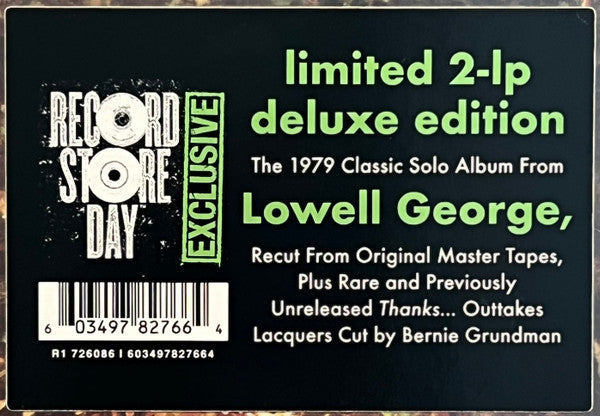 RECORD
STORE
DAY
EXCLUSIVE
6 03497 82766 4
R1 726086 | 603497827664
limited 2-lp
deluxe edition
The 1979 Classic Solo Album From
Lowell George,
Recut From Original Master Tapes,
Plus Rare and Previously
Unreleased Thanks... Outtakes
Lacquers Cut by Bernie Grundman